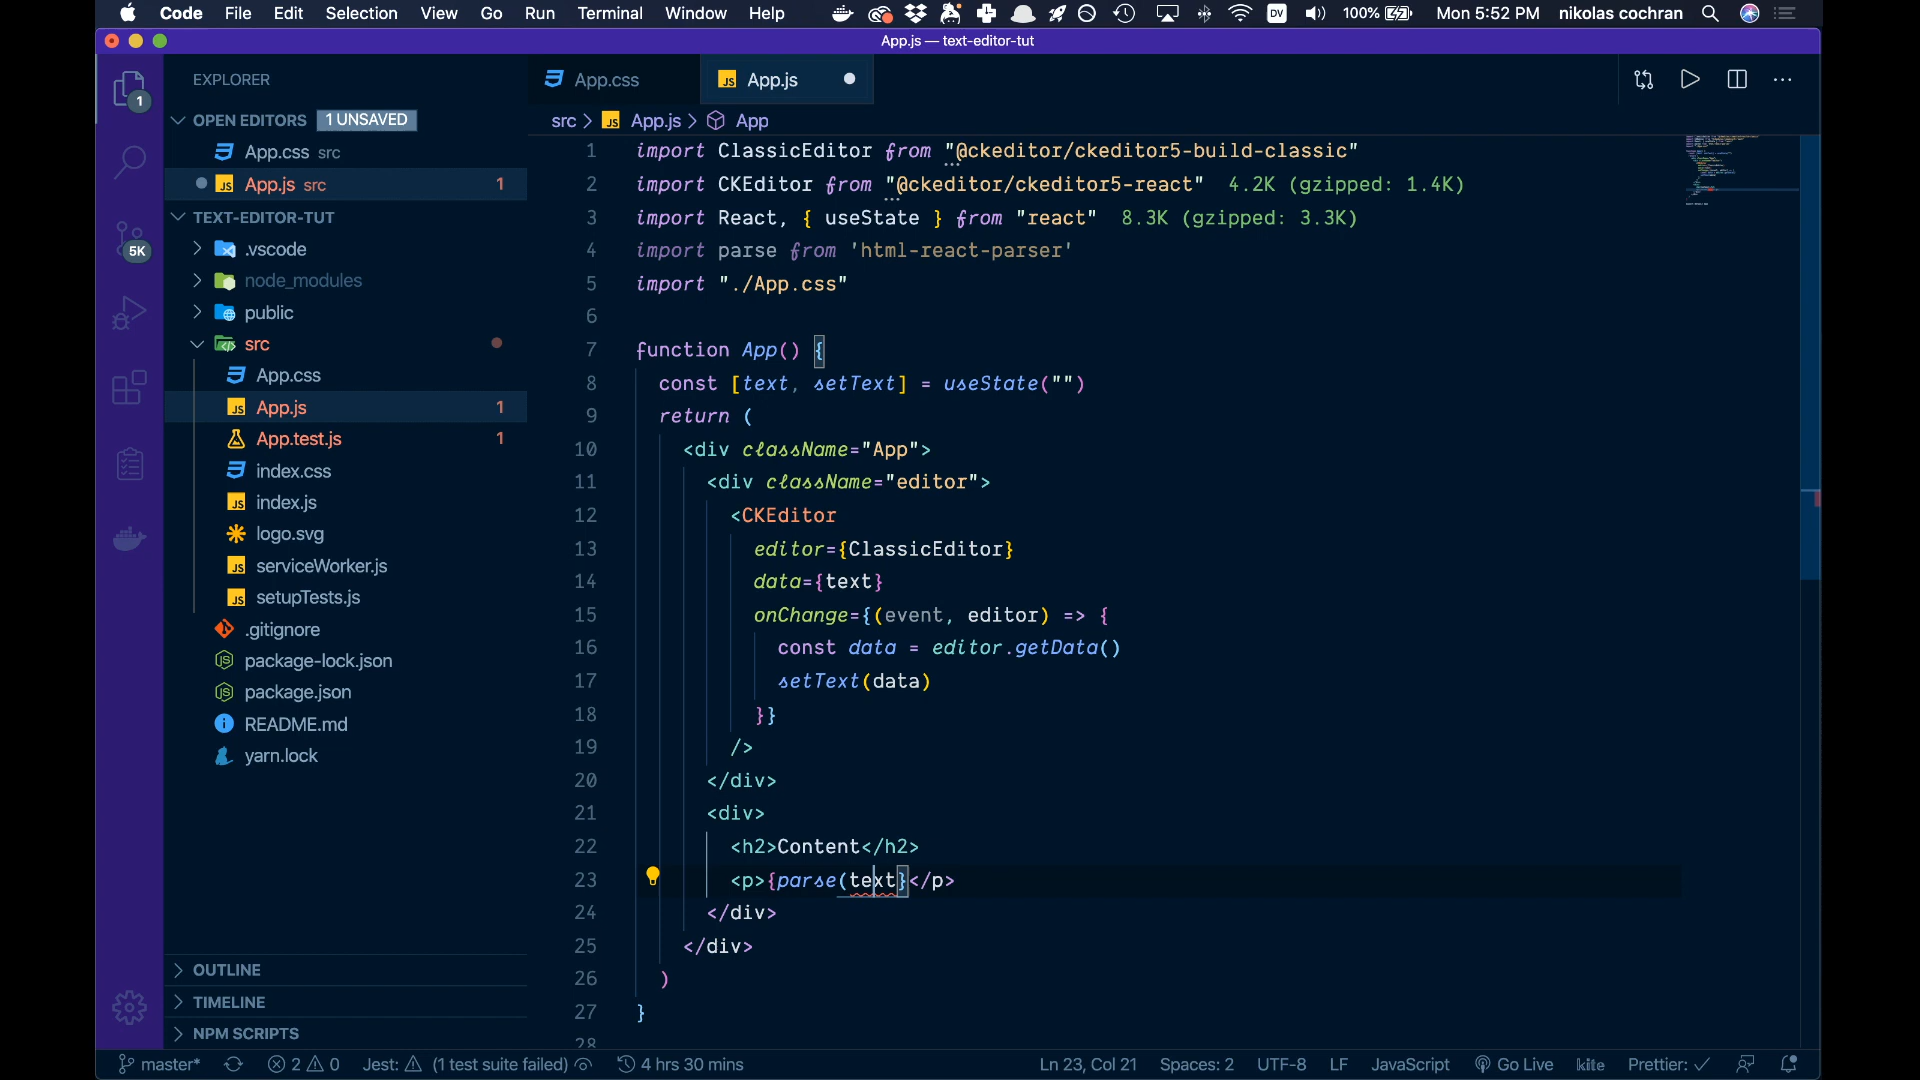 Code File Edit Selection View Go Run Terminal Window Help DV 100% Mon 5:52 PM nikolas cochran
App.js — text-editor-tut
EXPLORER
OPEN EDITORS 1 UNSAVED
App.css src
App.js src 1
TEXT-EDITOR-TUT
.vscode
node_modules
public
src
App.css
App.js 1
App.test.js 1
index.css
index.js
logo.svg
serviceWorker.js
setupTests.js
.gitignore
package-lock.json
package.json
README.md
yarn.lock
OUTLINE
TIMELINE
NPM SCRIPTS
1
5K
App.css JS App.js
src > JS App.js > App
1 import ClassicEditor from "@ckeditor/ckeditor5-build-classic"
2 import CKEditor from "@ckeditor/ckeditor5-react" 4.2K (gzipped: 1.4K)
3 import React, { useState } from "react" 8.3K (gzipped: 3.3K)
4 import parse from 'html-react-parser'
5 import "./App.css"
6
7 function App() {
8 const [text, setText] = useState("")
9 return (
10 <div className="App">
11 <div className="editor">
12 <CKEditor
13 editor={ClassicEditor}
14 data={text}
15 onChange={(event, editor) => {
16 const data = editor.getData()
17 setText(data)
18 }}
19 />
20 </div>
21 <div>
22 <h2>Content</h2>
23 <p>{parse(text}</p>
24 </div>
25 </div>
26 )
27 }
28
master* 2 0 Jest: (1 test suite failed) 4 hrs 30 mins Ln 23, Col 21 Spaces: 2 UTF-8 LF JavaScript Go Live kite Prettier: ✓